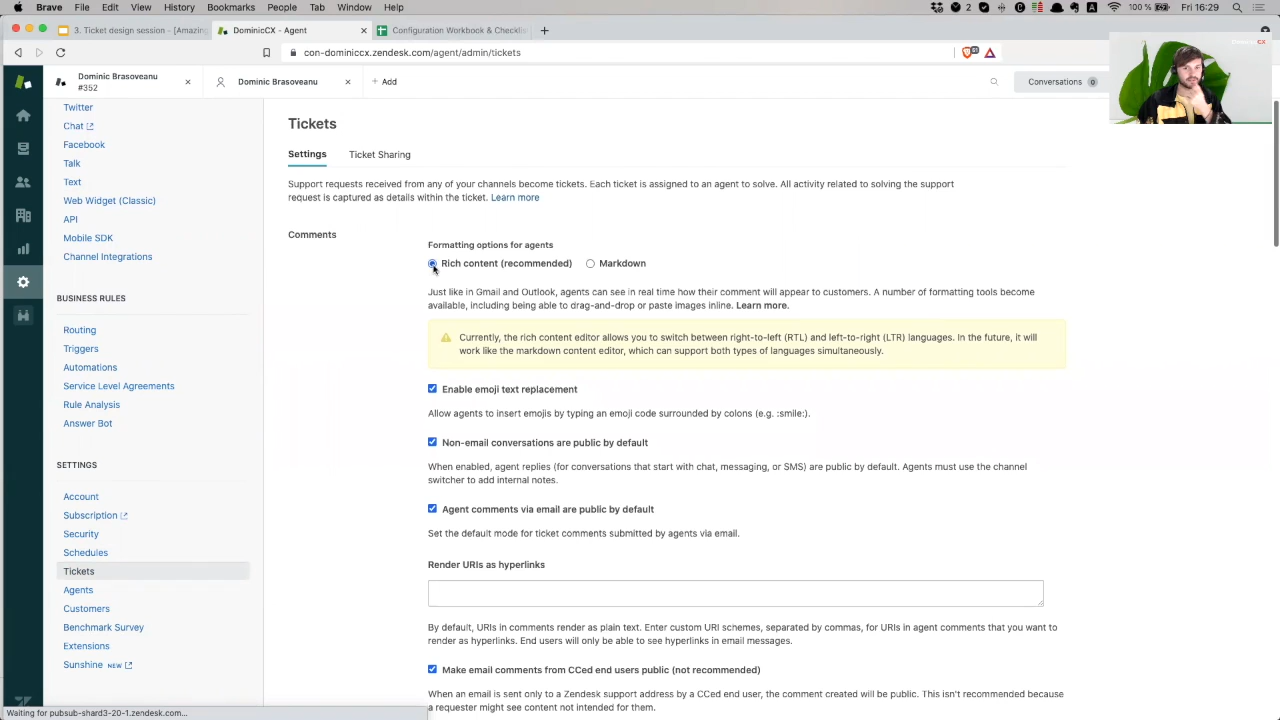 Brave Browser File Edit View History Bookmarks People Tab Window Help
2 12 100% Fri 16:29
3. Ticket design session - [Amazing
DominicCX - Agent
Configuration Workbook & Checklis
con-dominiccx.zendesk.com/agent/admin/tickets
Dominic Brasoveanu
#352
Dominic Brasoveanu
+ Add
Conversations 0
Twitter
Chat
Facebook
Talk
Text
Web Widget (Classic)
API
Mobile SDK
Channel Integrations
BUSINESS RULES
Routing
Triggers
Automations
Service Level Agreements
Rule Analysis
Answer Bot
SETTINGS
Account
Subscription
Security
Schedules
Tickets
Agents
Customers
Benchmark Survey
Extensions
Sunshine NEW
Tickets
Settings Ticket Sharing
Support requests received from any of your channels become tickets. Each ticket is assigned to an agent to solve. All activity related to solving the support
request is captured as details within the ticket. Learn more
Comments
Formatting options for agents
Rich content (recommended) Markdown
Just like in Gmail and Outlook, agents can see in real time how their comment will appear to customers. A number of formatting tools become
available, including being able to drag-and-drop or paste images inline. Learn more.
Currently, the rich content editor allows you to switch between right-to-left (RTL) and left-to-right (LTR) languages. In the future, it will
work like the markdown content editor, which can support both types of languages simultaneously.
Enable emoji text replacement
Allow agents to insert emojis by typing an emoji code surrounded by colons (e.g. :smile:).
Non-email conversations are public by default
When enabled, agent replies (for conversations that start with chat, messaging, or SMS) are public by default. Agents must use the channel
switcher to add internal notes.
Agent comments via email are public by default
Set the default mode for ticket comments submitted by agents via email.
Render URIs as hyperlinks
By default, URIs in comments render as plain text. Enter custom URI schemes, separated by commas, for URIs in agent comments that you want to
render as hyperlinks. End users will only be able to see hyperlinks in email messages.
Make email comments from CCed end users public (not recommended)
When an email is sent only to a Zendesk support address by a CCed end user, the comment created will be public. This isn't recommended because
a requester might see content not intended for them.
Waiting for pubsub-shard3-20-1.zendesk.com...